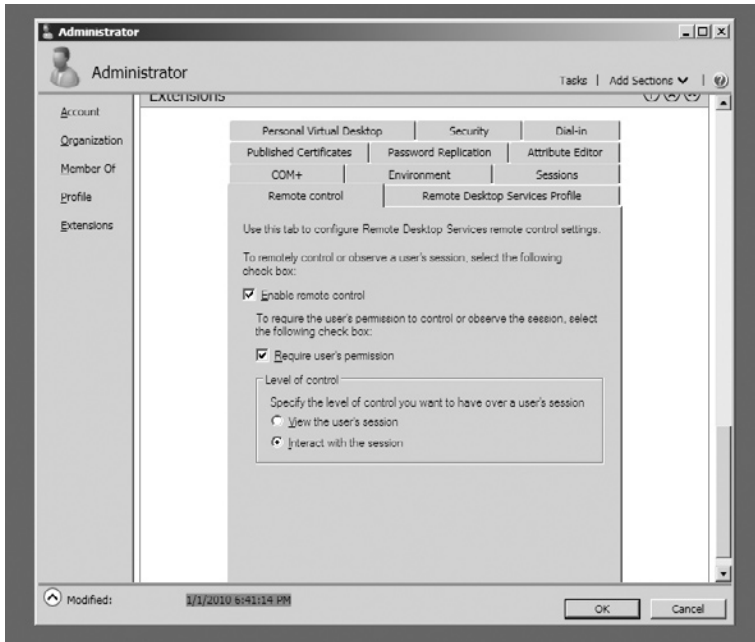 Administrator
Administrator
Tasks | Add Sections | ?
Account
Organization
Member Of
Profile
Extensions
Extensions
Personal Virtual Desktop
Security
Dial-in
Published Certificates
Password Replication
Attribute Editor
COM+
Environment
Sessions
Remote control
Remote Desktop Services Profile
Use this tab to configure Remote Desktop Services remote control settings.
To remotely control or observe a user's session, select the following
check box:
Enable remote control
To require the user's permission to control or observe the session, select
the following check box:
Require user's permission
Level of control
Specify the level of control you want to have over a user's session
View the user's session
Interact with the session
Modified:
1/1/2010 6:41:14 PM
OK
Cancel